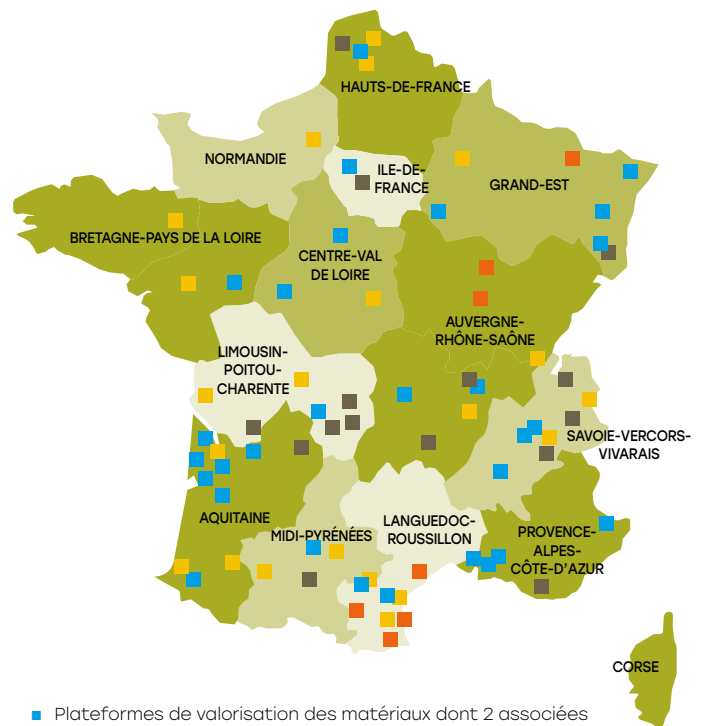 HAUTS-DE-FRANCE
NORMANDIE
ILE-DE-
FRANCE
GRAND-EST
BRETAGNE-PAYS DE LA LOIRE
CENTRE-VAL
DE LOIRE
AUVERGNE-
RHÔNE-SAÔNE
LIMOUSIN-
POITOU-
CHARENTE
SAVOIE-VERCORS-
VIVARAIS
AQUITAINE
MIDI-PYRÉNÉES
LANGUEDOC-
ROUSSILLON
PROVENCE-
ALPES-
CÔTE-D'AZUR
CORSE
Plateformes de valorisation des matériaux dont 2 associées